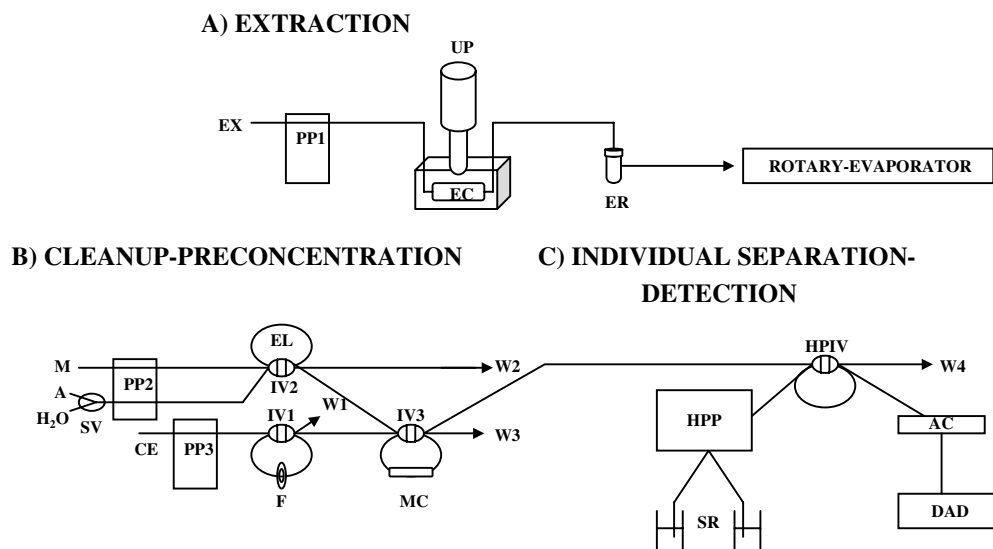 A) EXTRACTION
UP
EX
PP1
EC
ER
ROTARY-EVAPORATOR
B) CLEANUP-PRECONCENTRATION
C) INDIVIDUAL SEPARATION-
DETECTION
EL
HPIV
M
W2
W4
PP2
IV2
A
W1
H₂O
SV
IV1
IV3
W3
CE
PP3
HPP
AC
F
MC
SR
DAD